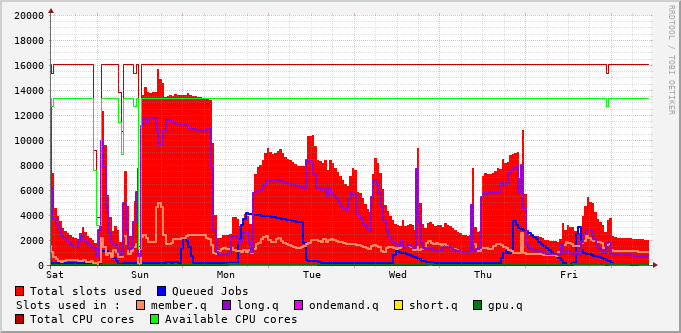 RRDTOOL / TOBI OETIKER
20000
18000
16000
14000
12000
10000
8000
6000
4000
2000
0
Sat Sun Mon Tue Wed Thu Fri
Total slots used Queued Jobs
Slots used in : member.q long.q ondemand.q short.q gpu.q
Total CPU cores Available CPU cores